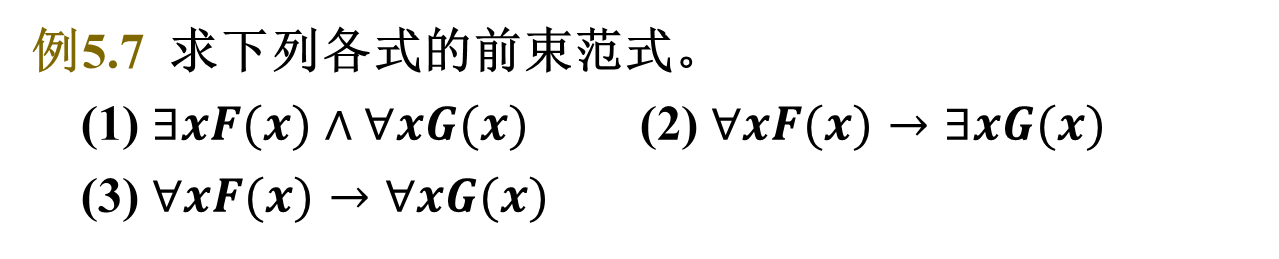 例5.7 求下列各式的前束范式。
(1) ∃xF(x) ∧ ∀xG(x) (2) ∀xF(x) → ∃xG(x)
(3) ∀xF(x) → ∀xG(x)